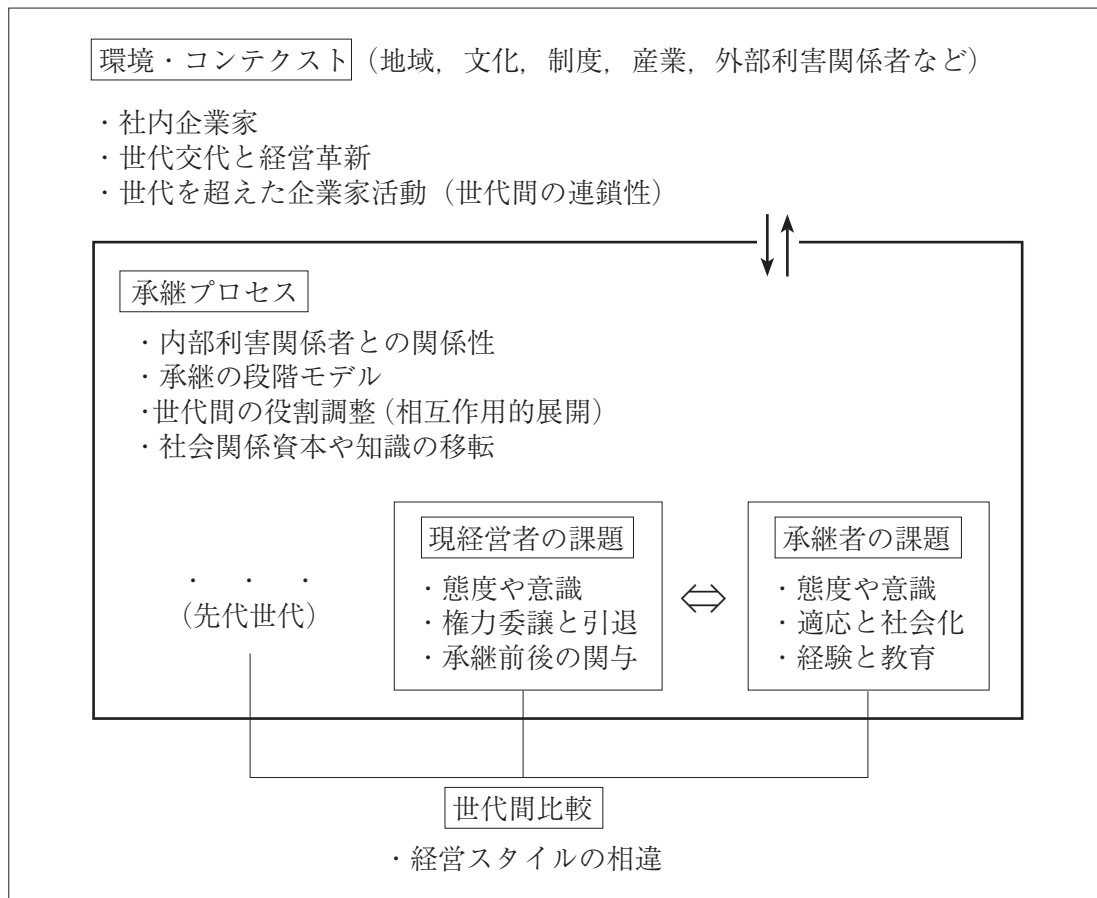 環境・コンテクスト（地域，文化，制度，産業，外部利害関係者など）
・社内企業家
・世代交代と経営革新
・世代を超えた企業家活動（世代間の連鎖性）
承継プロセス
・内部利害関係者との関係性
・承継の段階モデル
・世代間の役割調整（相互作用的展開）
・社会関係資本や知識の移転
・・・
（先代世代）
現経営者の課題
・態度や意識
・権力委譲と引退
・承継前後の関与
承継者の課題
・態度や意識
・適応と社会化
・経験と教育
世代間比較
・経営スタイルの相違